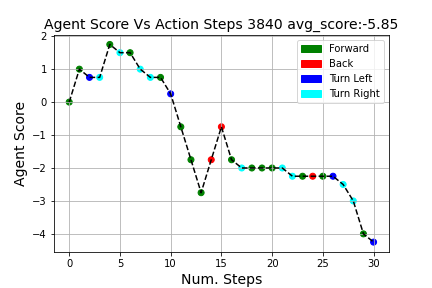 Agent Score Vs Action Steps 3840 avg_score:-5.85
Forward
Back
Turn Left
Turn Right
Agent Score
2
1
0
−1
−2
−3
−4
0 5 10 15 20 25 30
Num. Steps